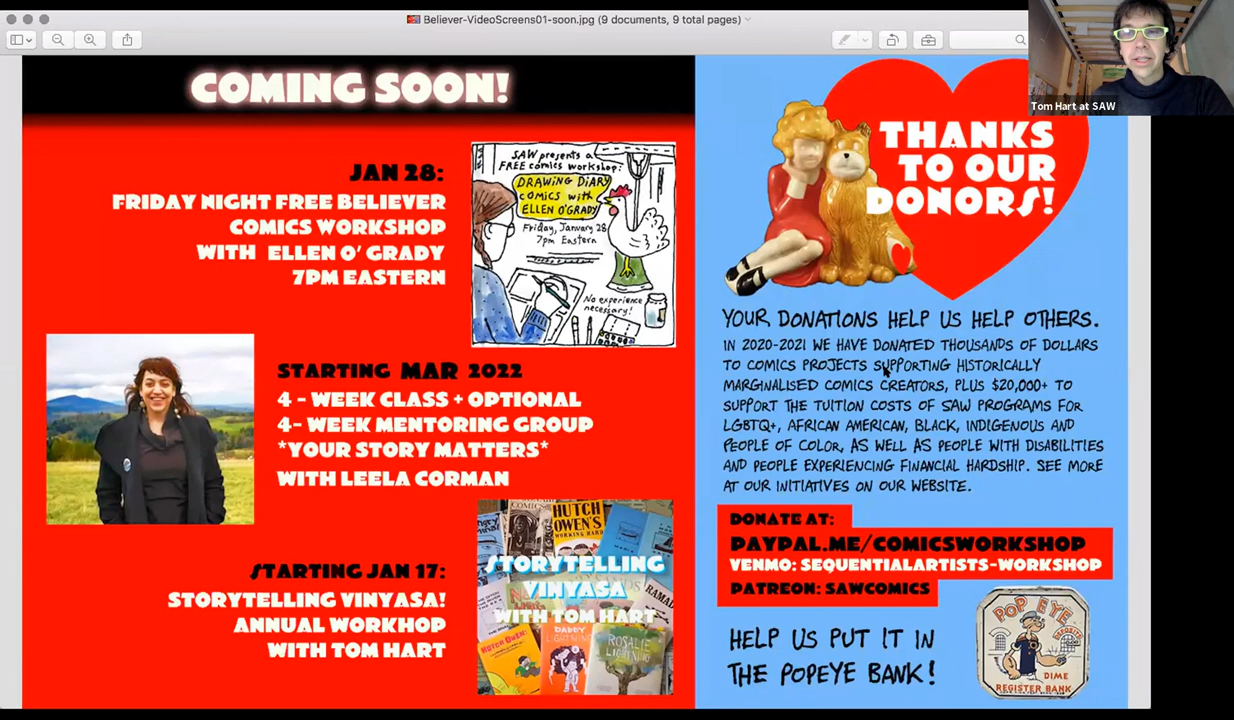 Believer-VideoScreens01-soon.jpg (9 documents, 9 total pages)
Tom Hart at SAW
COMING SOON!
JAN 28:
FRIDAY NIGHT FREE BELIEVER
COMICS WORKSHOP
WITH ELLEN O' GRADY
7PM EASTERN
SAW presents a
FREE comics workshop:
DRAWING DIARY
COMICS with
ELLEN O'GRADY
Friday, January 28
7pm Eastern
No experience
necessary!
STARTING MAR 2022
4 - WEEK CLASS + OPTIONAL
4- WEEK MENTORING GROUP
*YOUR STORY MATTERS*
WITH LEELA CORMAN
STARTING JAN 17:
STORYTELLING VINYASA!
ANNUAL WORKHOP
WITH TOM HART
COMICS
HUTCH
OWEN'S
WORKING HARD
STORYTELLING
VINYASA
WITH TOM HART
HUTCH OWEN:
DADDY
LIGHTNING
ROSALIE
LIGHTNING
THANKS
TO OUR
DONORS!
YOUR DONATIONS HELP US HELP OTHERS.
IN 2020-2021 WE HAVE DONATED THOUSANDS OF DOLLARS
TO COMICS PROJECTS SUPPORTING HISTORICALLY
MARGINALISED COMICS CREATORS, PLUS $20,000+ TO
SUPPORT THE TUITION COSTS OF SAW PROGRAMS FOR
LGBTQ+, AFRICAN AMERICAN, BLACK, INDIGENOUS AND
PEOPLE OF COLOR, AS WELL AS PEOPLE WITH DISABILITIES
AND PEOPLE EXPERIENCING FINANCIAL HARDSHIP. SEE MORE
AT OUR INITIATIVES ON OUR WEBSITE.
DONATE AT:
PAYPAL.ME/COMICSWORKSHOP
VENMO: SEQUENTIALARTISTS-WORKSHOP
PATREON: SAWCOMICS
HELP US PUT IT IN
THE POPEYE BANK!
POP EYE
DIME
REGISTER BANK